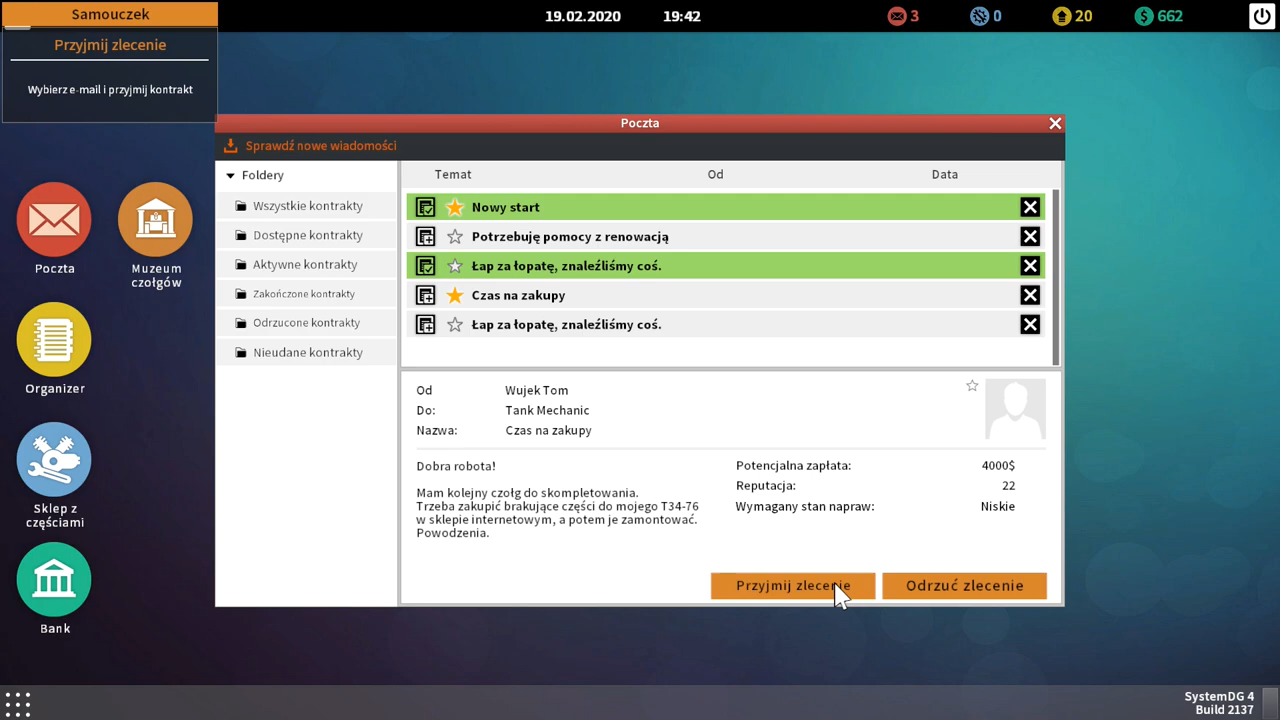 Samouczek
Przyjmij zlecenie
Wybierz e-mail i przyjmij kontrakt
19.02.2020 19:42
3 0 20 662
Poczta
Muzeum
czołgów
Organizer
Sklep z
częściami
Bank
Poczta
Sprawdź nowe wiadomości
Foldery
Wszystkie kontrakty
Dostępne kontrakty
Aktywne kontrakty
Zakończone kontrakty
Odrzucone kontrakty
Nieudane kontrakty
Temat Od Data
Nowy start
Potrzebuję pomocy z renowacją
Łap za łopatę, znaleźliśmy coś.
Czas na zakupy
Łap za łopatę, znaleźliśmy coś.
Od Wujek Tom
Do: Tank Mechanic
Nazwa: Czas na zakupy
Dobra robota!
Mam kolejny czołg do skompletowania.
Trzeba zakupić brakujące części do mojego T34-76
w sklepie internetowym, a potem je zamontować.
Powodzenia.
Potencjalna zapłata: 4000$
Reputacja: 22
Wymagany stan napraw: Niskie
Przyjmij zlecenie
Odrzuć zlecenie
SystemDG 4
Build 2137